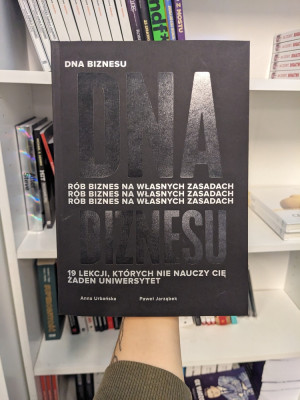 DNA BIZNESU
DNA
RÓB BIZNES NA WŁASNYCH ZASADACH
RÓB BIZNES NA WŁASNYCH ZASADACH
RÓB BIZNES NA WŁASNYCH ZASADACH
BIZNESU
19 LEKCJI, KTÓRYCH NIE NAUCZY CIĘ
ŻADEN UNIWERSYTET
Anna Urbańska Paweł Jarząbek